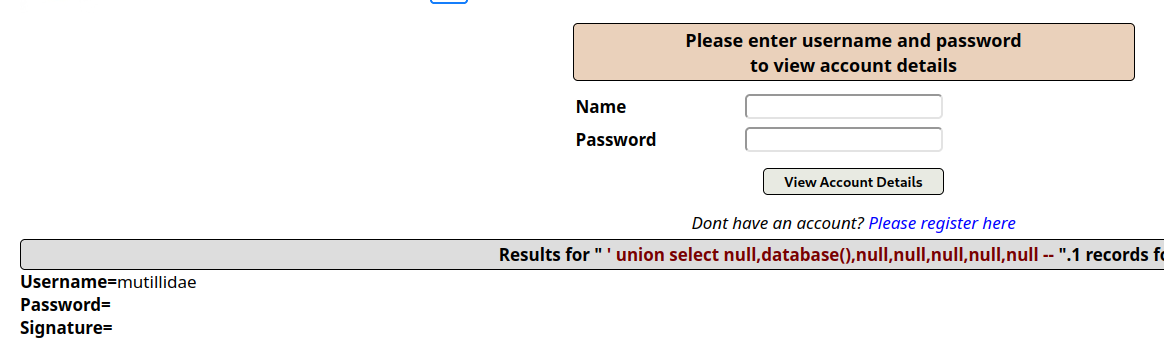 Please enter username and password
to view account details
Name
Password
View Account Details
Dont have an account? Please register here
Results for " ' union select null,database(),null,null,null,null,null -- ".1 records fo
Username=mutillidae
Password=
Signature=